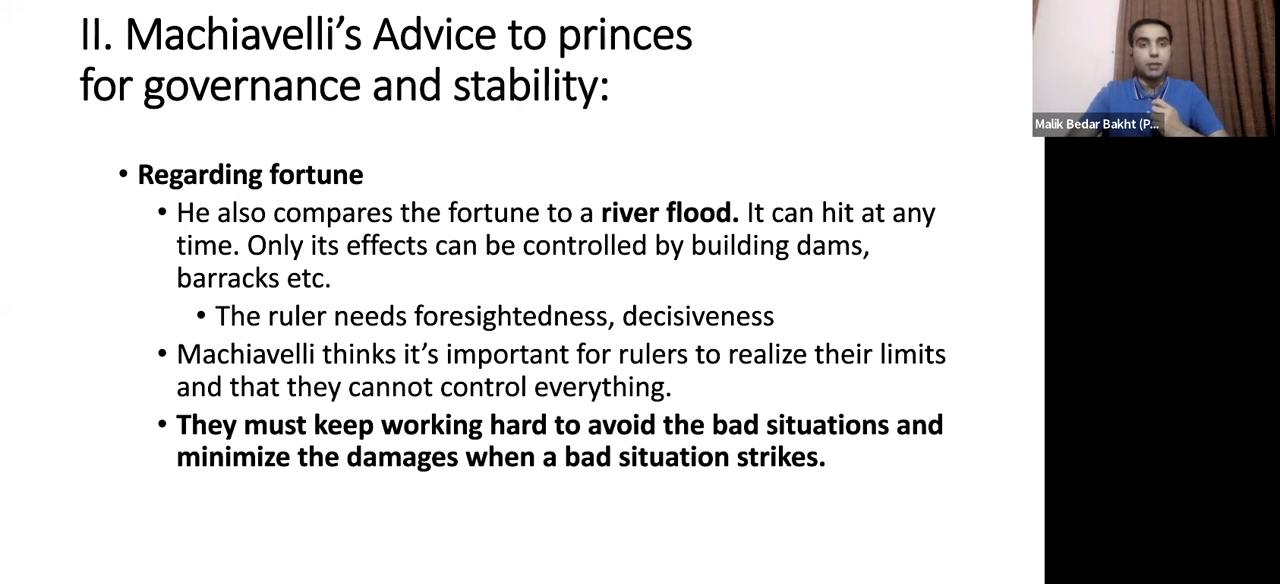 II. Machiavelli’s Advice to princes
for governance and stability:
• Regarding fortune
• He also compares the fortune to a river flood. It can hit at any
time. Only its effects can be controlled by building dams,
barracks etc.
• The ruler needs foresightedness, decisiveness
• Machiavelli thinks it’s important for rulers to realize their limits
and that they cannot control everything.
• They must keep working hard to avoid the bad situations and
minimize the damages when a bad situation strikes.
Malik Bedar Bakht (P...